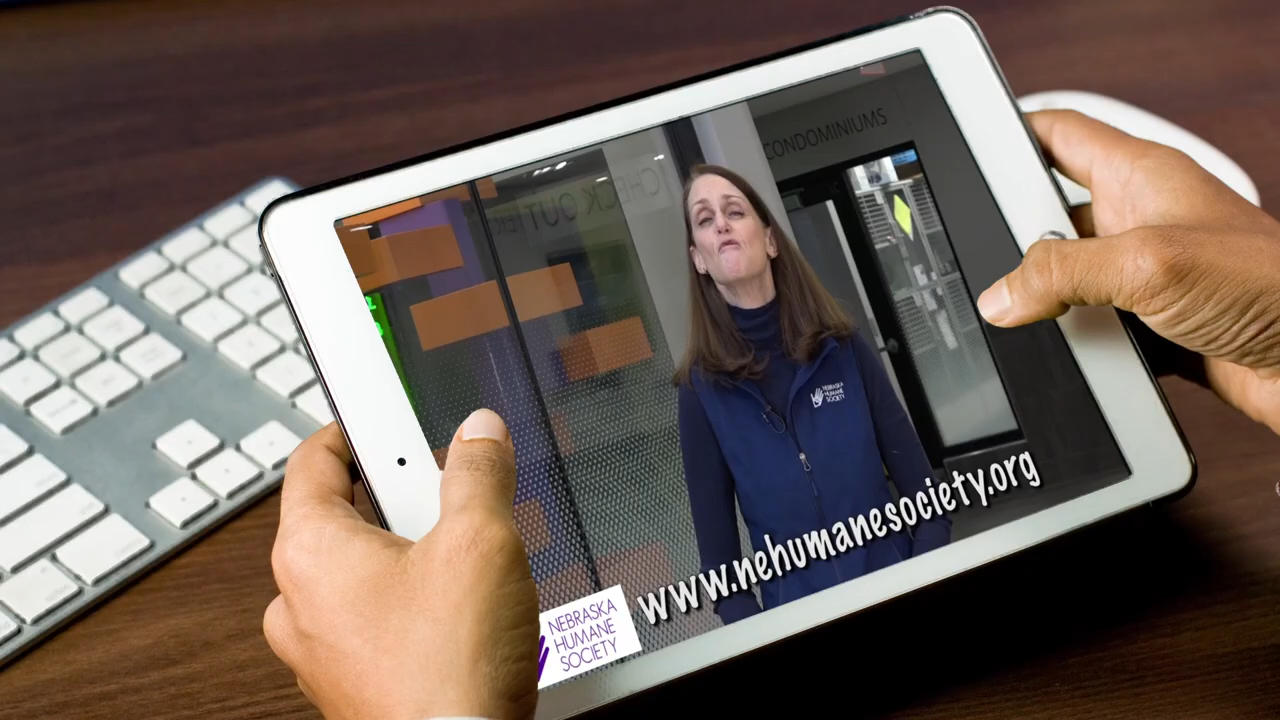 CONDOMINIUMS
CHECK OUT
NEBRASKA
HUMANE
SOCIETY
www.nehumanesociety.org
NEBRASKA
HUMANE
SOCIETY